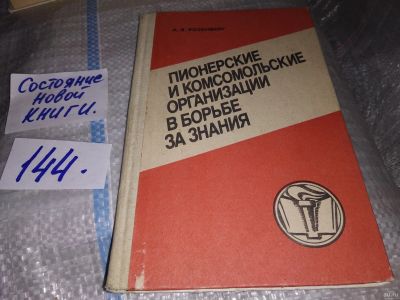 Состояние
новой
книги.
144.
ПИОНЕРСКИЕ
И КОМСОМОЛЬСКИЕ
ОРГАНИЗАЦИИ
В БОРЬБЕ
ЗА ЗНАНИЯ